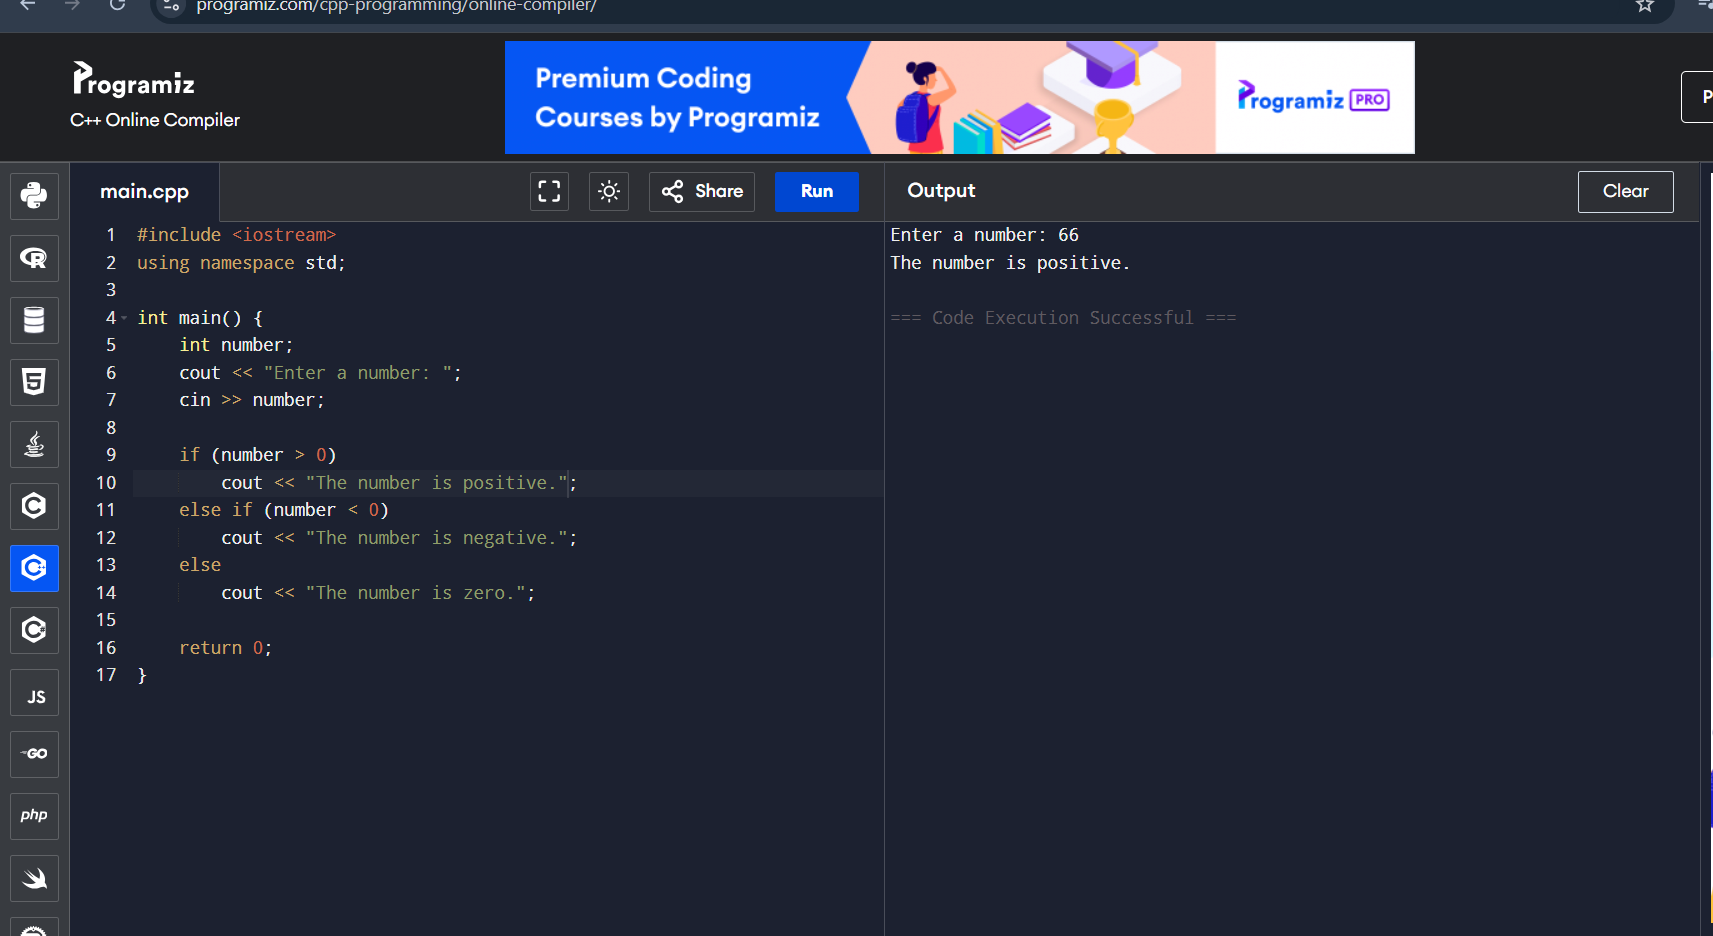 programiz.com/cpp-programming/online-compiler/
Programiz
C++ Online Compiler
Premium Coding
Courses by Programiz
Programiz PRO
P
main.cpp
Share
Run
Output
Clear
1 #include <iostream>
2 using namespace std;
3
4 int main() {
5     int number;
6     cout << "Enter a number: ";
7     cin >> number;
8
9     if (number > 0)
10         cout << "The number is positive.";
11     else if (number < 0)
12         cout << "The number is negative.";
13     else
14         cout << "The number is zero.";
15
16     return 0;
17 }
Enter a number: 66
The number is positive.
=== Code Execution Successful ===
R
5
C
C++
C#
JS
GO
php